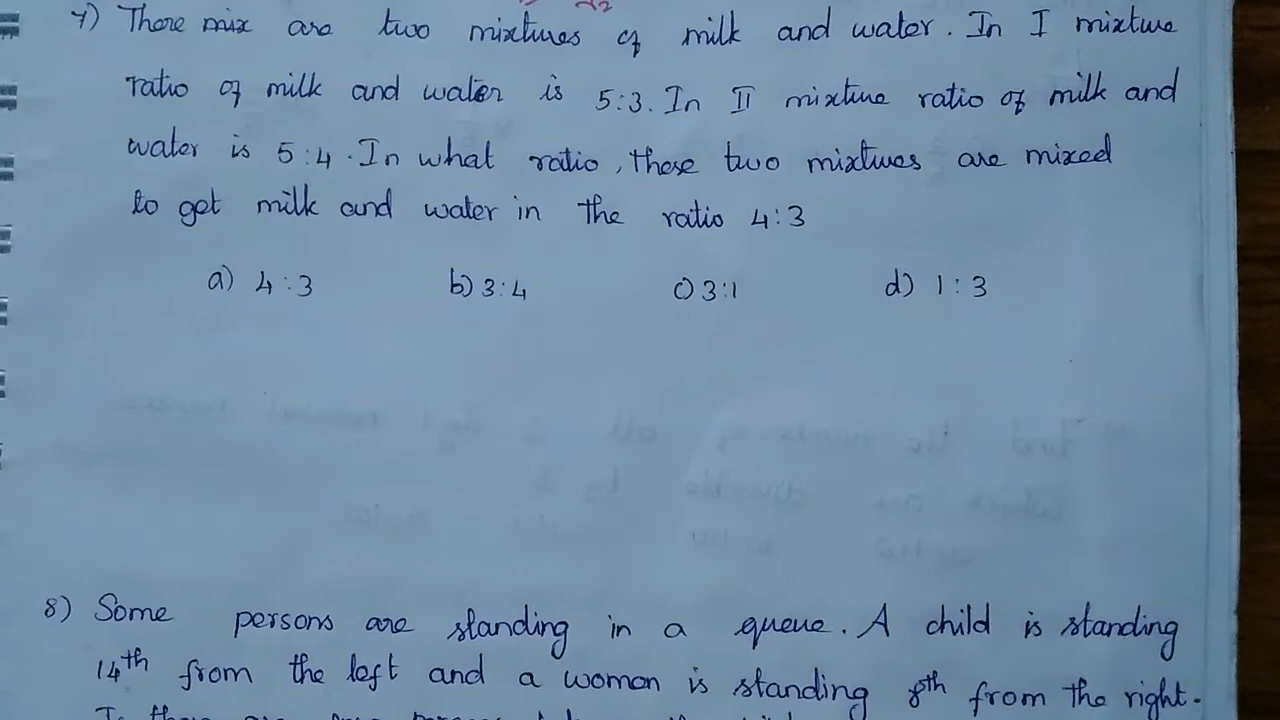 7) There mix are two mixtures of milk and water. In I mixture
ratio of milk and water is 5:3. In II mixture ratio of milk and
water is 5:4. In what ratio, these two mixtures are mixed
to get milk and water in the ratio 4:3
a) 4:3 b) 3:4 c) 3:1 d) 1:3
8) Some persons are standing in a queue. A child is standing
14th from the left and a woman is standing 8th from the right.